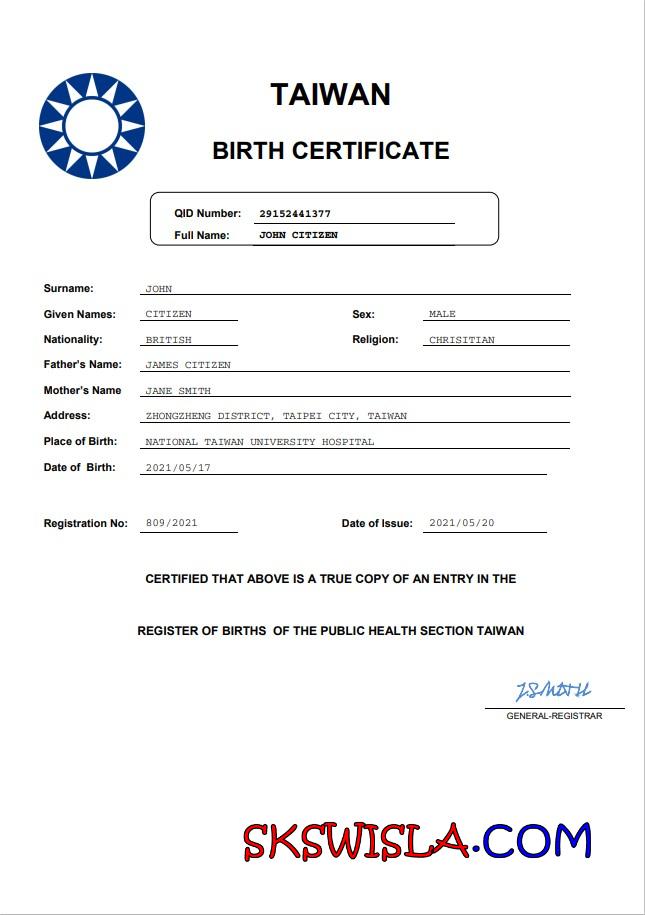 TAIWAN
BIRTH CERTIFICATE
QID Number: 29152441377
Full Name: JOHN CITIZEN
Surname: JOHN
Given Names: CITIZEN Sex: MALE
Nationality: BRITISH Religion: CHRISITIAN
Father's Name: JAMES CITIZEN
Mother's Name JANE SMITH
Address: ZHONGZHENG DISTRICT, TAIPEI CITY, TAIWAN
Place of Birth: NATIONAL TAIWAN UNIVERSITY HOSPITAL
Date of Birth: 2021/05/17
Registration No: 809/2021 Date of Issue: 2021/05/20
CERTIFIED THAT ABOVE IS A TRUE COPY OF AN ENTRY IN THE
REGISTER OF BIRTHS OF THE PUBLIC HEALTH SECTION TAIWAN
J.SMITH
GENERAL-REGISTRAR
SKSWISLA.COM